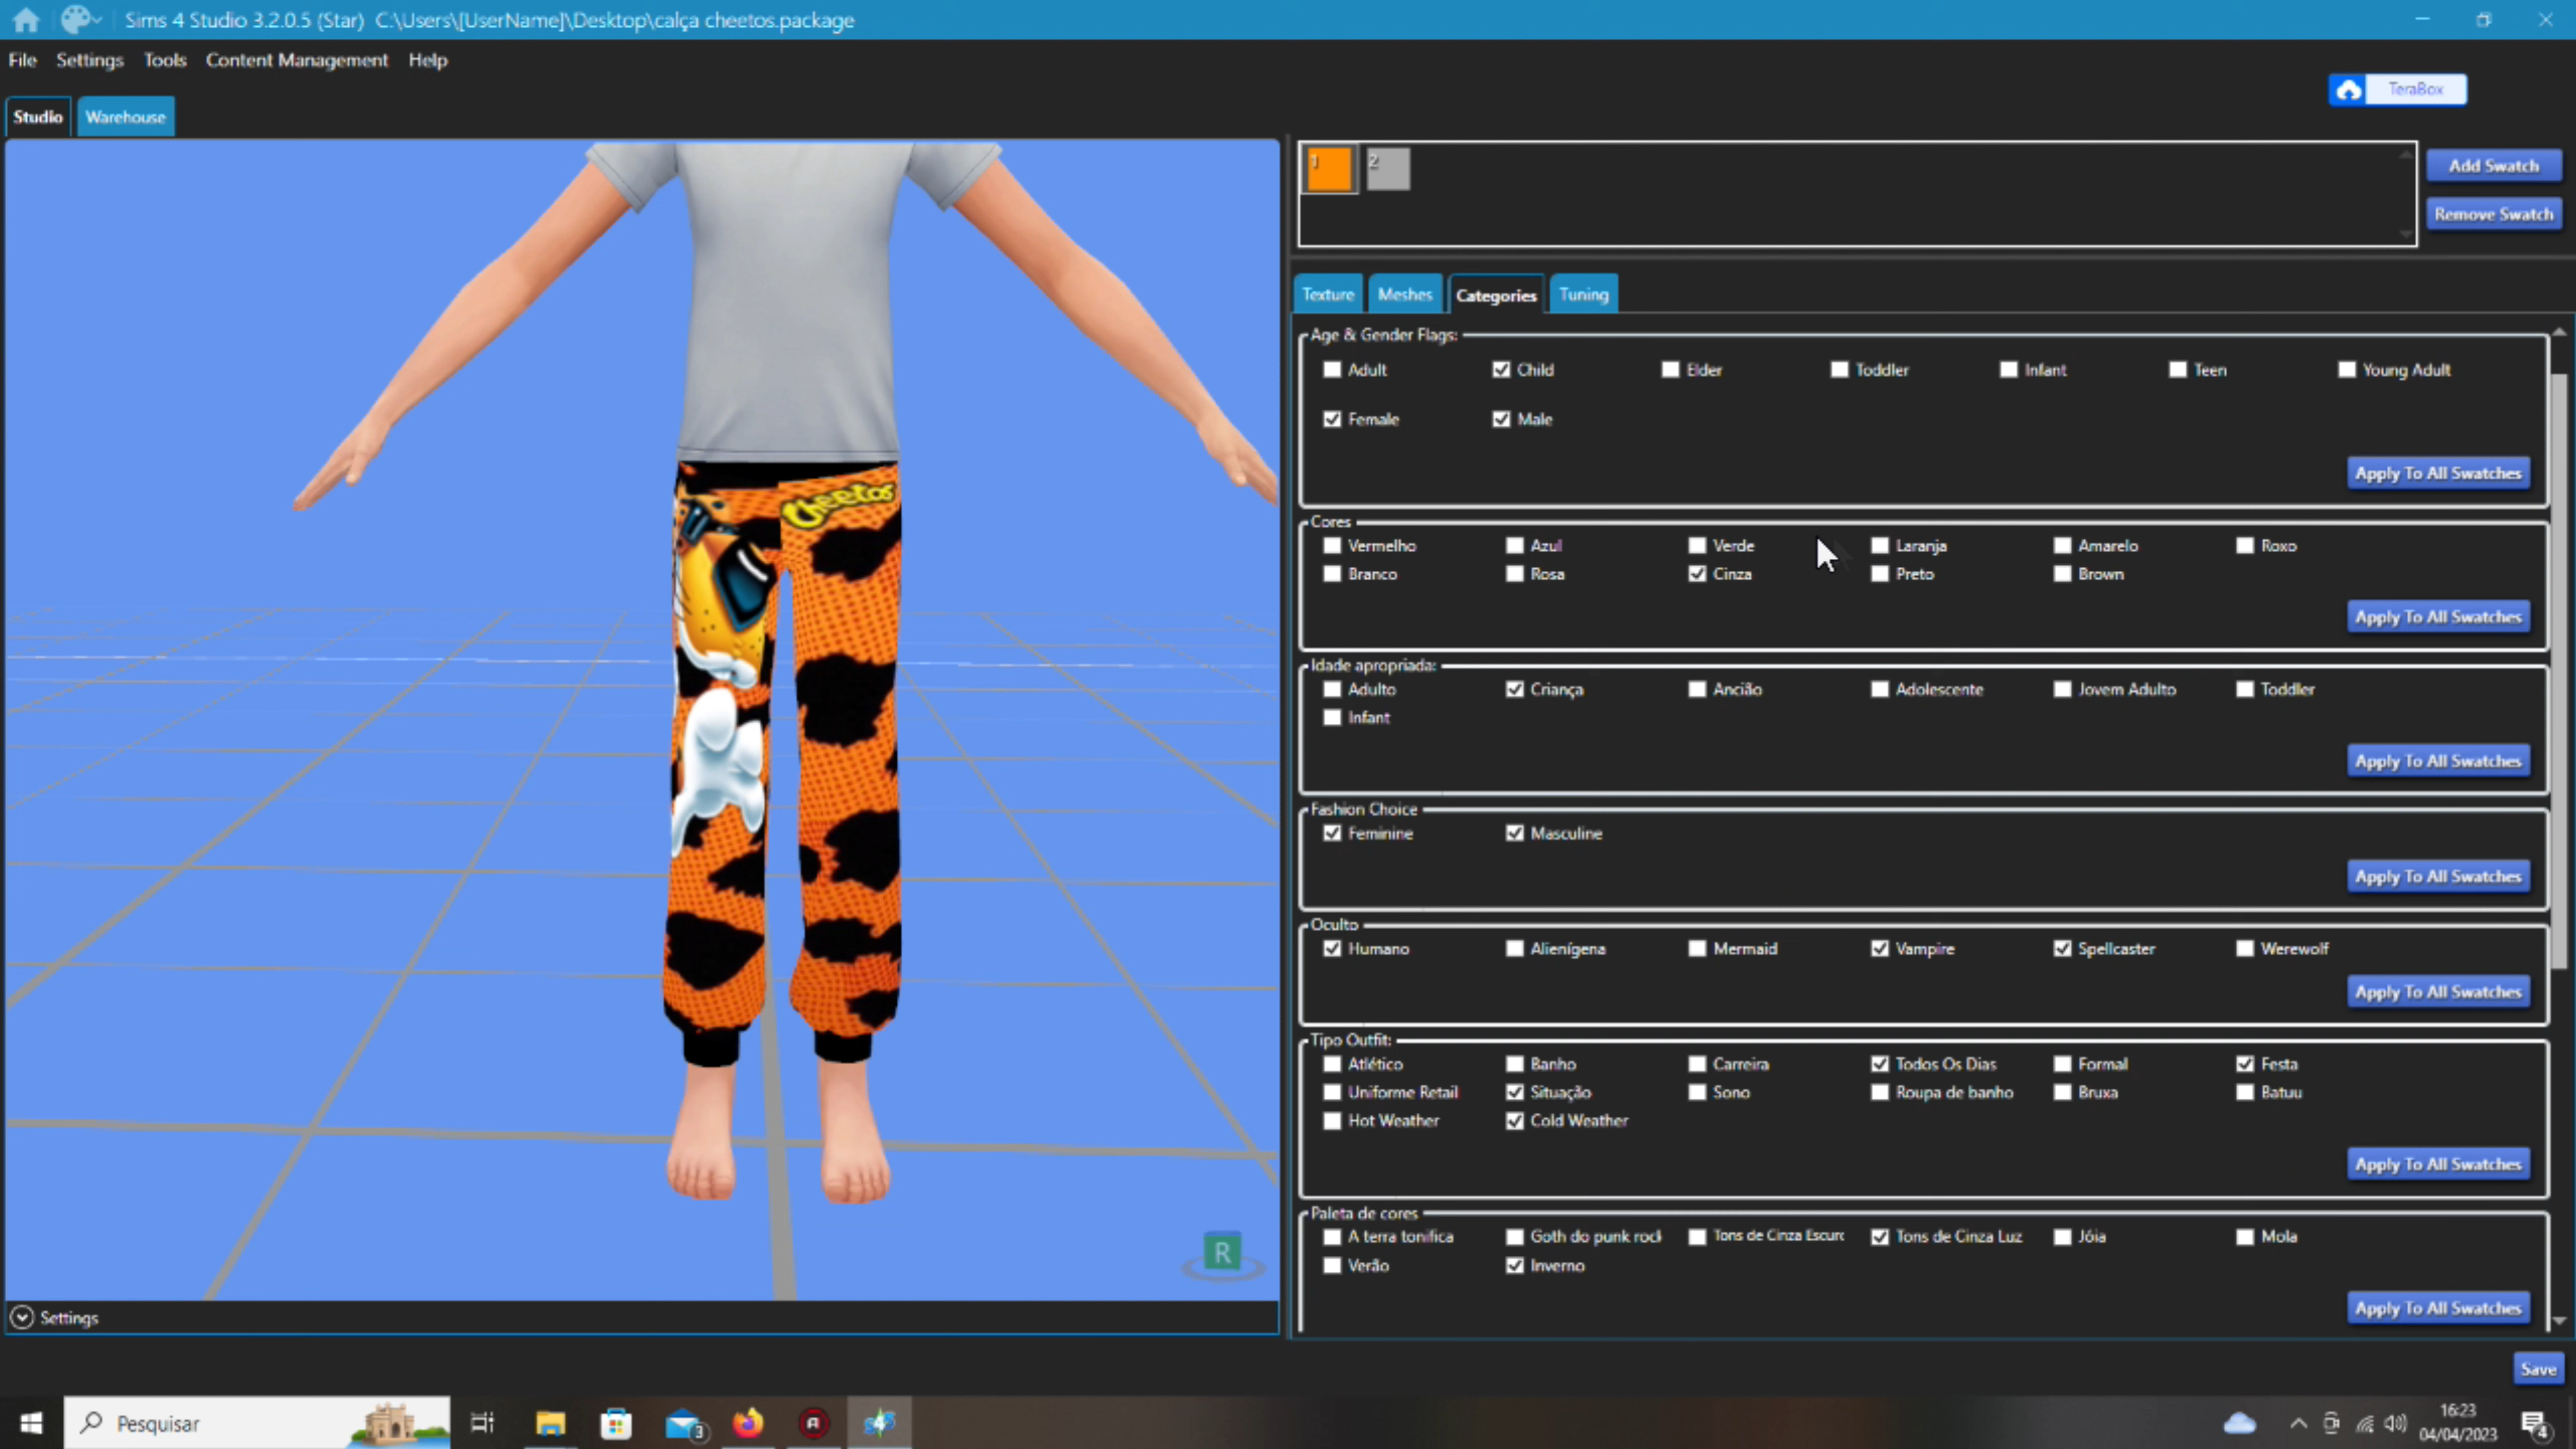 Sims 4 Studio 3.2.0.5 (Star) C:\Users\[UserName]\Desktop\calça cheetos.package
File Settings Tools Content Management Help
TeraBox
Studio Warehouse
1 2
Add Swatch
Remove Swatch
Texture Meshes Categories Tuning
Age & Gender Flags:
Adult Child Elder Toddler Infant Teen Young Adult
Female Male
Apply To All Swatches
Cores
Vermelho Azul Verde Laranja Amarelo Roxo
Branco Rosa Cinza Preto Brown
Apply To All Swatches
Idade apropriada:
Adulto Criança Ancião Adolescente Jovem Adulto Toddler
Infant
Apply To All Swatches
Fashion Choice
Feminine Masculine
Apply To All Swatches
Oculto
Humano Alienígena Mermaid Vampire Spellcaster Werewolf
Apply To All Swatches
Tipo Outfit:
Atlético Banho Carreira Todos Os Dias Formal Festa
Uniforme Retail Situação Sono Roupa de banho Bruxa Batuu
Hot Weather Cold Weather
Apply To All Swatches
Paleta de cores
A terra tonifica Goth do punk rock Tons de Cinza Escuro Tons de Cinza Luz Jóia Mola
Verão Inverno
Apply To All Swatches
Cheetos
R
Settings
Save
Pesquisar
3
16:23
04/04/2023
4